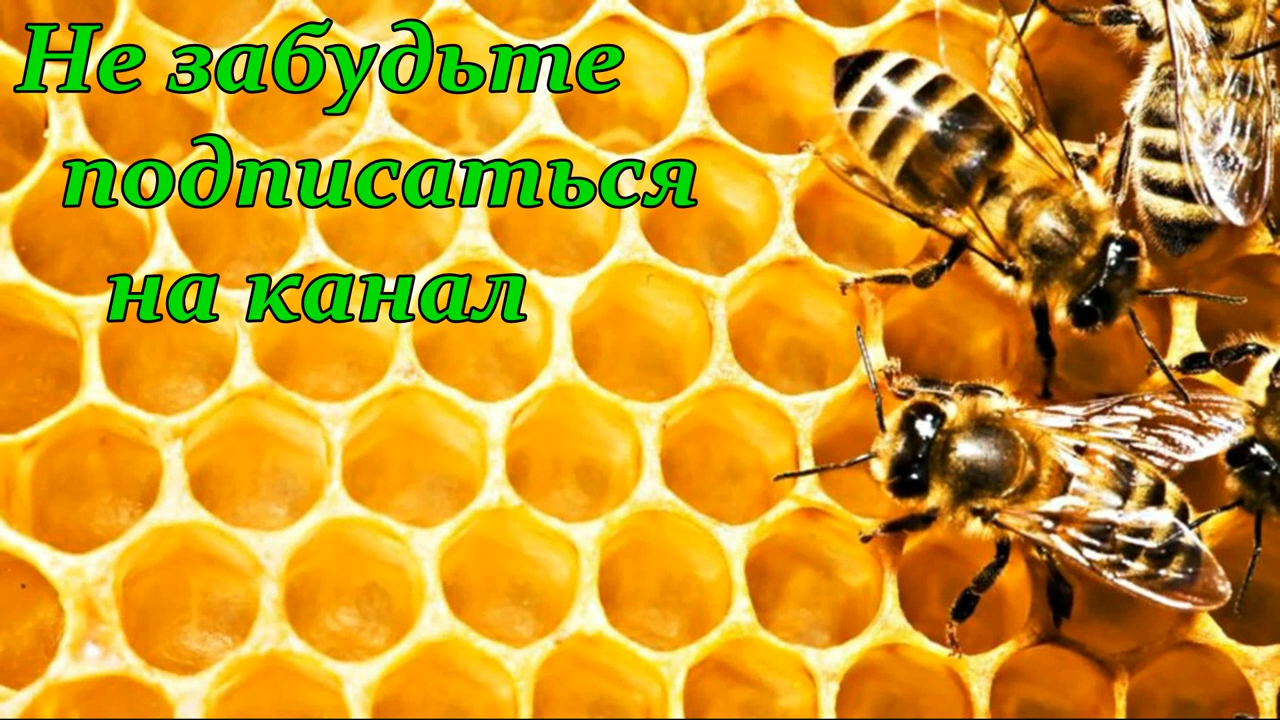 Не забудьте
подписаться
на канал